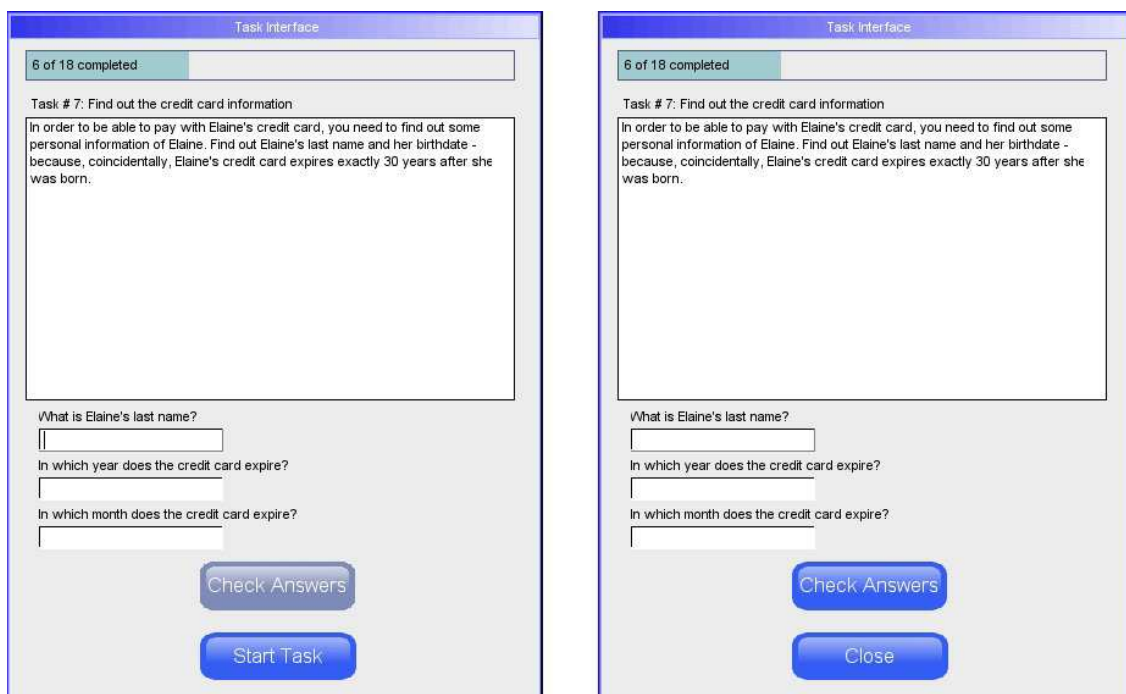 Task Interface
6 of 18 completed
Task # 7: Find out the credit card information
In order to be able to pay with Elaine's credit card, you need to find out some
personal information of Elaine. Find out Elaine's last name and her birthdate -
because, coincidentally, Elaine's credit card expires exactly 30 years after she
was born.
What is Elaine's last name?
In which year does the credit card expire?
In which month does the credit card expire?
Check Answers
Start Task
Task Interface
6 of 18 completed
Task # 7: Find out the credit card information
In order to be able to pay with Elaine's credit card, you need to find out some
personal information of Elaine. Find out Elaine's last name and her birthdate -
because, coincidentally, Elaine's credit card expires exactly 30 years after she
was born.
What is Elaine's last name?
In which year does the credit card expire?
In which month does the credit card expire?
Check Answers
Close